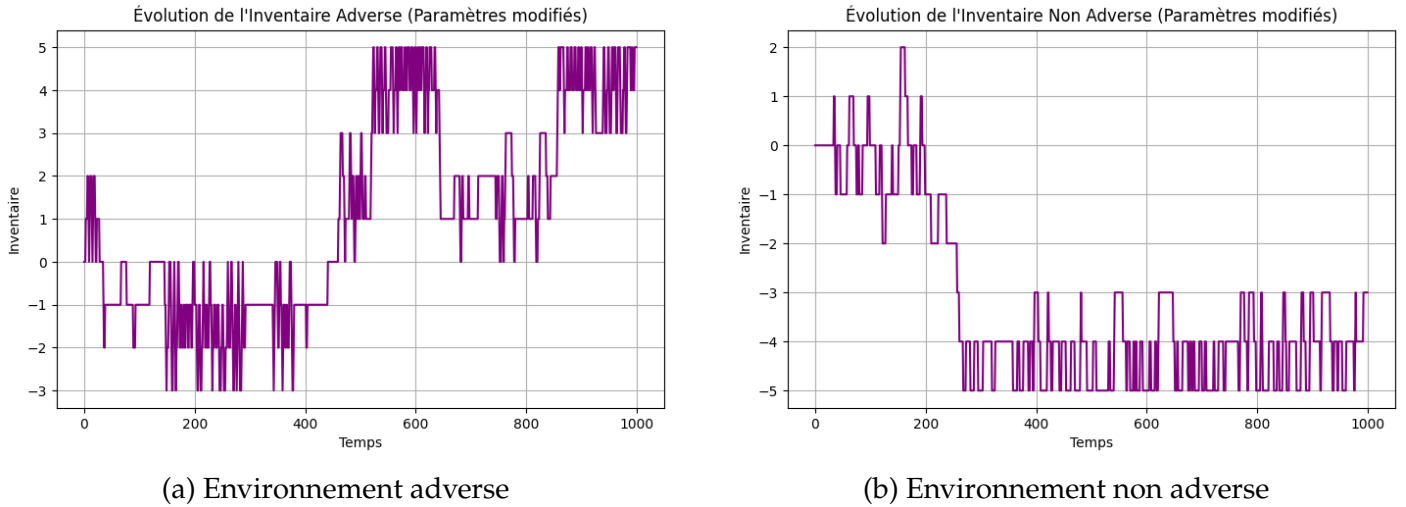 Évolution de l'Inventaire Adverse (Paramètres modifiés)
5
4
3
2
1
0
−1
−2
−3
Inventaire
0 200 400 600 800 1000
Temps
(a) Environnement adverse
Évolution de l'Inventaire Non Adverse (Paramètres modifiés)
2
1
0
−1
−2
−3
−4
−5
Inventaire
0 200 400 600 800 1000
Temps
(b) Environnement non adverse